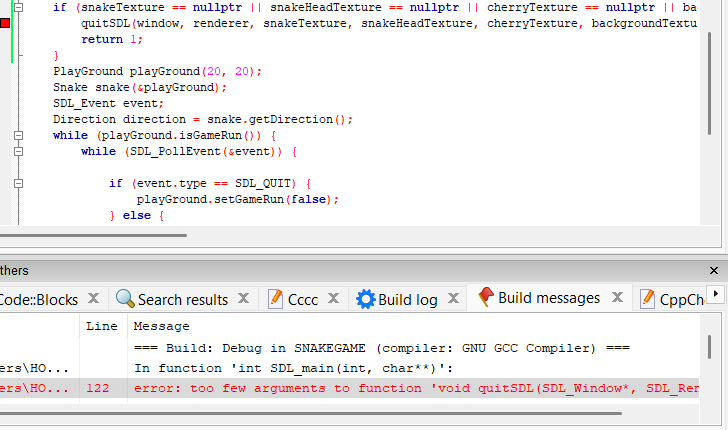 if (snakeTexture == nullptr || snakeHeadTexture == nullptr || cherryTexture == nullptr || ba
quitSDL(window, renderer, snakeTexture, snakeHeadTexture, cherryTexture, backgroundTextu
return 1;
}
PlayGround playGround(20, 20);
Snake snake(&playGround);
SDL_Event event;
Direction direction = snake.getDirection();
while (playGround.isGameRun()) {
while (SDL_PollEvent(&event)) {
if (event.type == SDL_QUIT) {
playGround.setGameRun(false);
} else {
thers
Code::Blocks Search results Cccc Build log Build messages CppCh
Line Message
=== Build: Debug in SNAKEGAME (compiler: GNU GCC Compiler) ===
ers\HO... In function 'int SDL_main(int, char**)':
ers\HO... 122 error: too few arguments to function 'void quitSDL(SDL_Window*, SDL_Ren